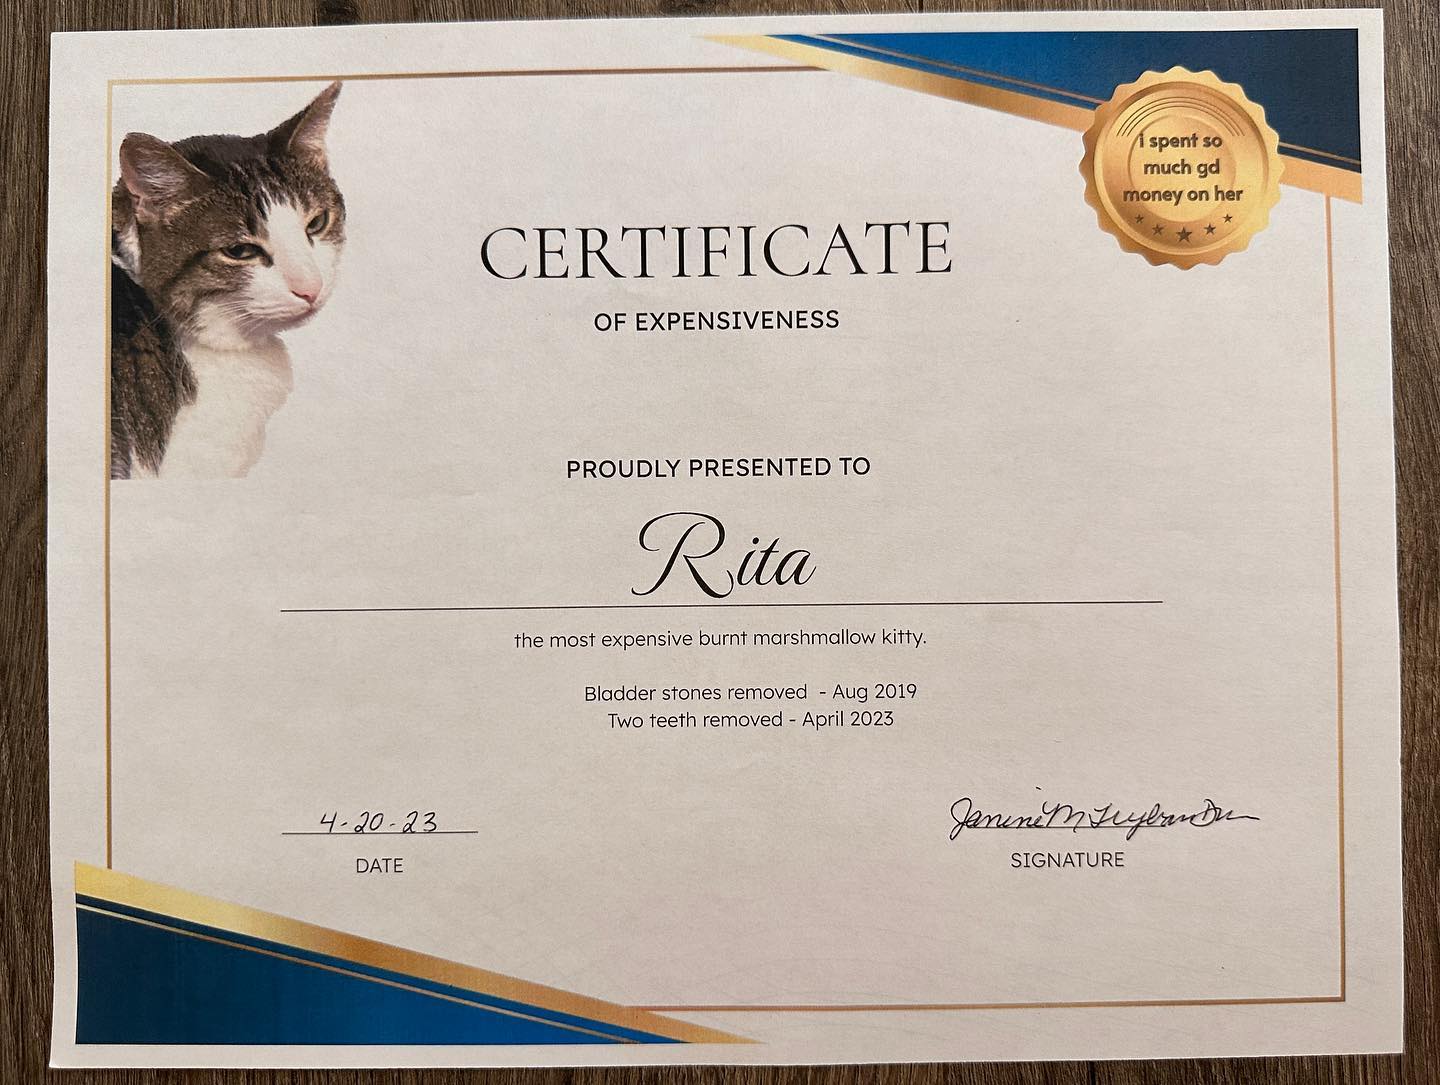 i spent so
much gd
money on her
CERTIFICATE
OF EXPENSIVENESS
PROUDLY PRESENTED TO
Rita
the most expensive burnt marshmallow kitty.
Bladder stones removed - Aug 2019
Two teeth removed - April 2023
4-20-23
DATE
Janine M
SIGNATURE